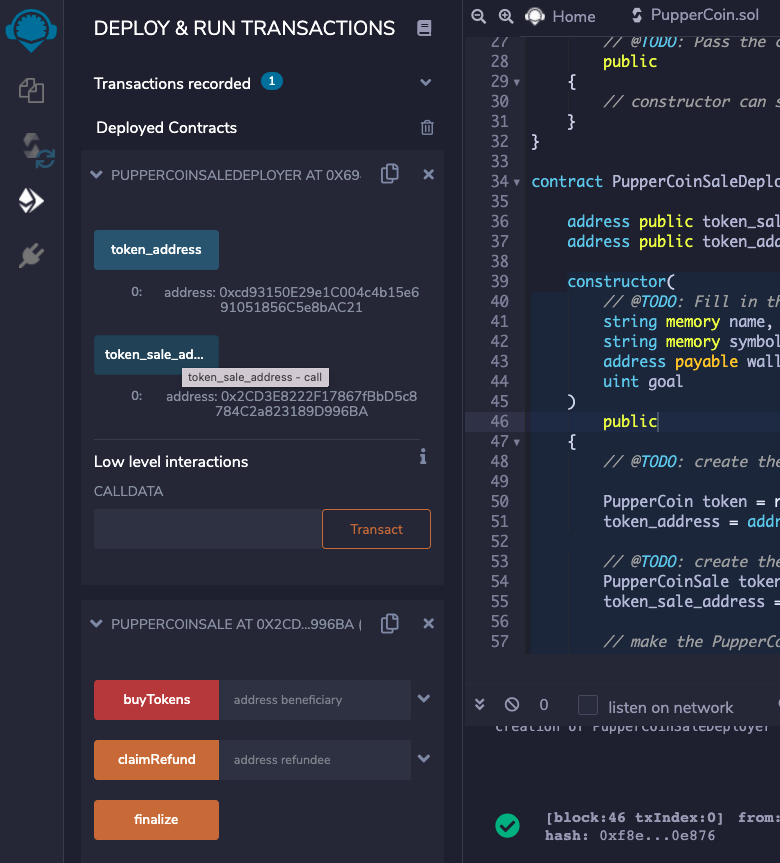 DEPLOY & RUN TRANSACTIONS
Transactions recorded 1
Deployed Contracts
PUPPERCOINSALEDEPLOYER AT 0X69
token_address
0: address: 0xcd93150E29e1C004c4b15e6
91051856C5e8bAC21
token_sale_ad...
token_sale_address - call
0: address: 0x2CD3E8222F17867fBbD5c8
784C2a823189D996BA
Low level interactions
CALLDATA
Transact
PUPPERCOINSALE AT 0X2CD...996BA (
buyTokens address beneficiary
claimRefund address refundee
finalize
Home PupperCoin.sol
27 // @TODO: Pass the c
28 public
29 {
30 // constructor can s
31 }
32 }
33
34 contract PupperCoinSaleDeplo
35
36 address public token_sal
37 address public token_add
38
39 constructor(
40 // @TODO: Fill in th
41 string memory name,
42 string memory symbol
43 address payable wall
44 uint goal
45 )
46 public
47 {
48 // @TODO: create the
49
50 PupperCoin token = n
51 token_address = addr
52
53 // @TODO: create the
54 PupperCoinSale token
55 token_sale_address =
56
57 // make the PupperCo
0 listen on network
creation of PupperCoinSaleDeployer
[block:46 txIndex:0] from:
hash: 0xf8e...0e876